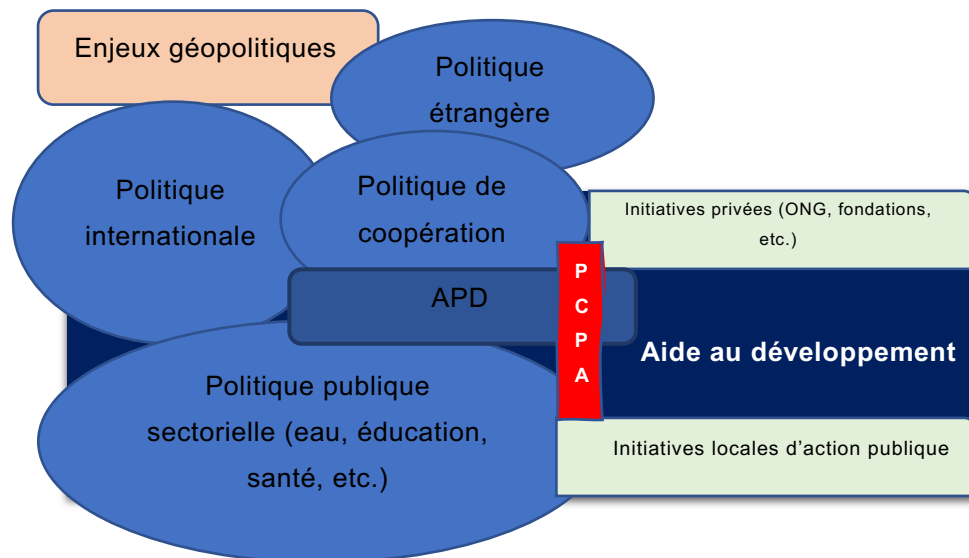 Enjeux géopolitiques
Politique
étrangère
Politique
internationale
Politique de
coopération
Initiatives privées (ONG, fondations,
etc.)
P
C
P
A
APD
Aide au développement
Politique publique
sectorielle (eau, éducation,
santé, etc.)
Initiatives locales d’action publique